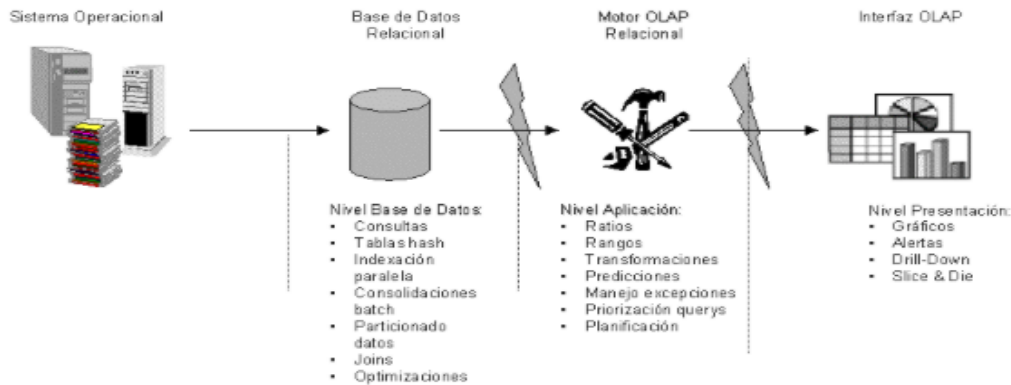 Sistema Operacional
Base de Datos
Relacional
Motor OLAP
Relacional
Interfaz OLAP
Nivel Base de Datos:
▪ Consultas
▪ Tablas hash
▪ Indexación
paralela
▪ Consolidaciones
batch
▪ Particionado
datos
▪ Joins
▪ Optimizaciones
Nivel Aplicación:
▪ Ratios
▪ Rangos
▪ Transformaciones
▪ Predicciones
▪ Manejo excepciones
▪ Priorización querys
▪ Planificación
Nivel Presentación:
▪ Gráficos
▪ Alertas
▪ Drill-Down
▪ Slice & Die